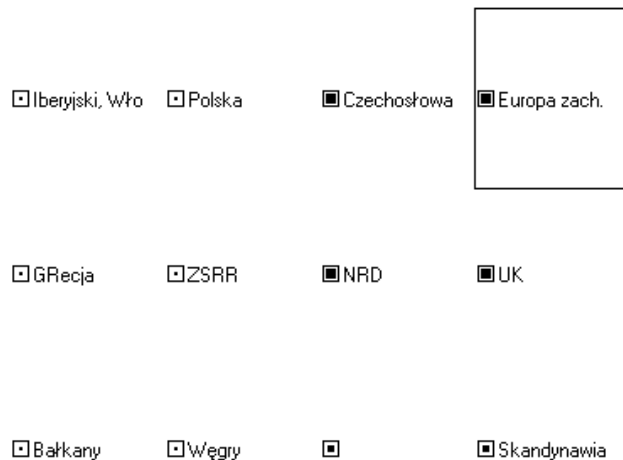 Iberyjski, Wło Polska Czechosłowa Europa zach.
GRecja ZSRR NRD UK
Bałkany Węgry Skandynawia